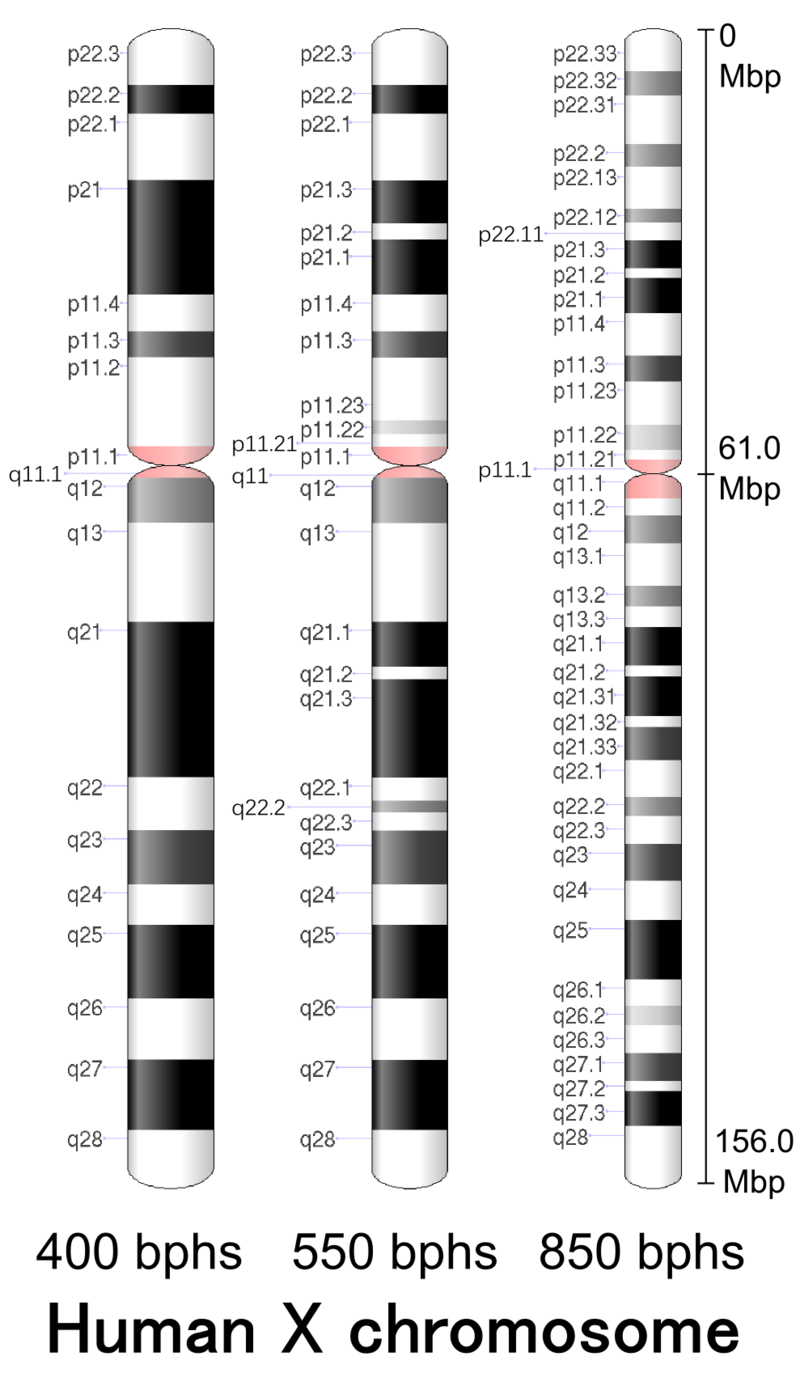 p22.3
p22.2
p22.1
p21
p11.4
p11.3
p11.2
p11.1
q11.1
q12
q13
q21
q22
q23
q24
q25
q26
q27
q28
400 bphs
p22.3
p22.2
p22.1
p21.3
p21.2
p21.1
p11.4
p11.3
p11.23
p11.22
p11.21
p11.1
q11
q12
q13
q21.1
q21.2
q21.3
q22.1
q22.2
q22.3
q23
q24
q25
q26
q27
q28
550 bphs
p22.33
p22.32
p22.31
p22.2
p22.13
p22.12
p22.11
p21.3
p21.2
p21.1
p11.4
p11.3
p11.23
p11.22
p11.21
p11.1
q11.1
q11.2
q12
q13.1
q13.2
q13.3
q21.1
q21.2
q21.31
q21.32
q21.33
q22.1
q22.2
q22.3
q23
q24
q25
q26.1
q26.2
q26.3
q27.1
q27.2
q27.3
q28
850 bphs
0
Mbp
61.0
Mbp
156.0
Mbp
Human X chromosome